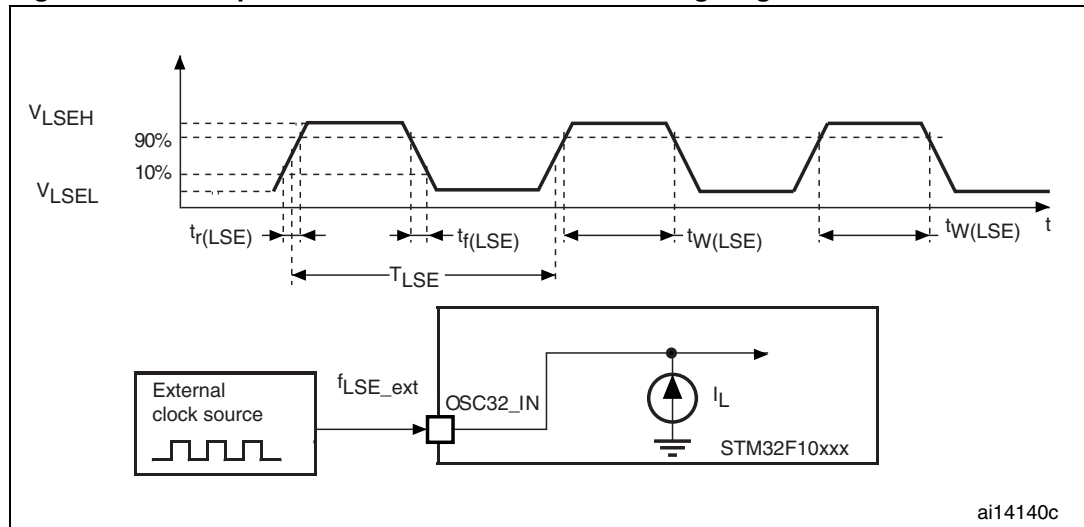 VLSEH
90%
10%
VLSEL
tr(LSE)
tf(LSE)
tW(LSE)
tW(LSE)
t
TLSE
External
clock source
fLSE_ext
OSC32_IN
IL
STM32F10xxx
ai14140c